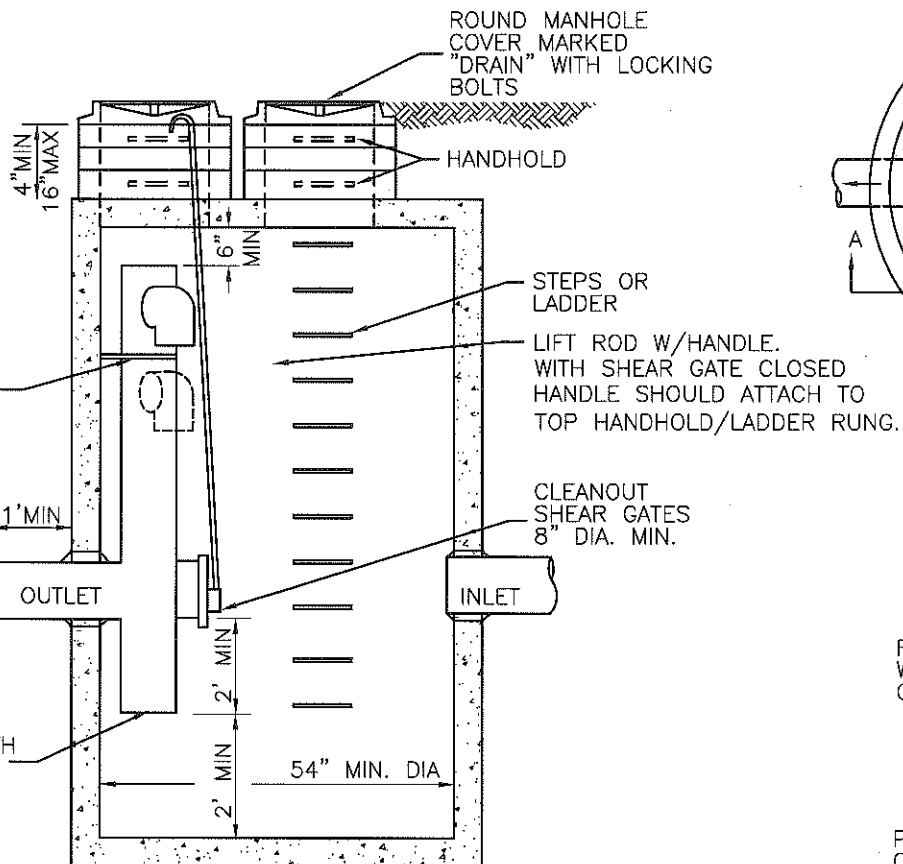 ROUND MANHOLE
COVER MARKED
"DRAIN" WITH LOCKING
BOLTS
4"MIN
16"MAX
HANDHOLD
6"
MIN
A
STEPS OR
LADDER
LIFT ROD W/HANDLE.
WITH SHEAR GATE CLOSED
HANDLE SHOULD ATTACH TO
TOP HANDHOLD/LADDER RUNG.
1'MIN
CLEANOUT
SHEAR GATES
8" DIA. MIN.
OUTLET
INLET
2' MIN
2' MIN
54" MIN. DIA